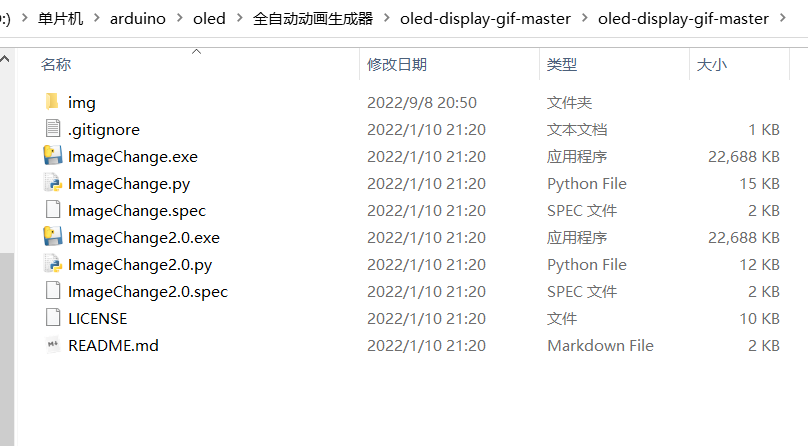 :) > 单片机 > arduino > oled > 全自动动画生成器 > oled-display-gif-master > oled-display-gif-master >
名称 修改日期 类型 大小
img 2022/9/8 20:50 文件夹
.gitignore 2022/1/10 21:20 文本文档 1 KB
ImageChange.exe 2022/1/10 21:20 应用程序 22,688 KB
ImageChange.py 2022/1/10 21:20 Python File 15 KB
ImageChange.spec 2022/1/10 21:20 SPEC 文件 2 KB
ImageChange2.0.exe 2022/1/10 21:20 应用程序 22,688 KB
ImageChange2.0.py 2022/1/10 21:20 Python File 12 KB
ImageChange2.0.spec 2022/1/10 21:20 SPEC 文件 2 KB
LICENSE 2022/1/10 21:20 文件 10 KB
README.md 2022/1/10 21:20 Markdown File 2 KB